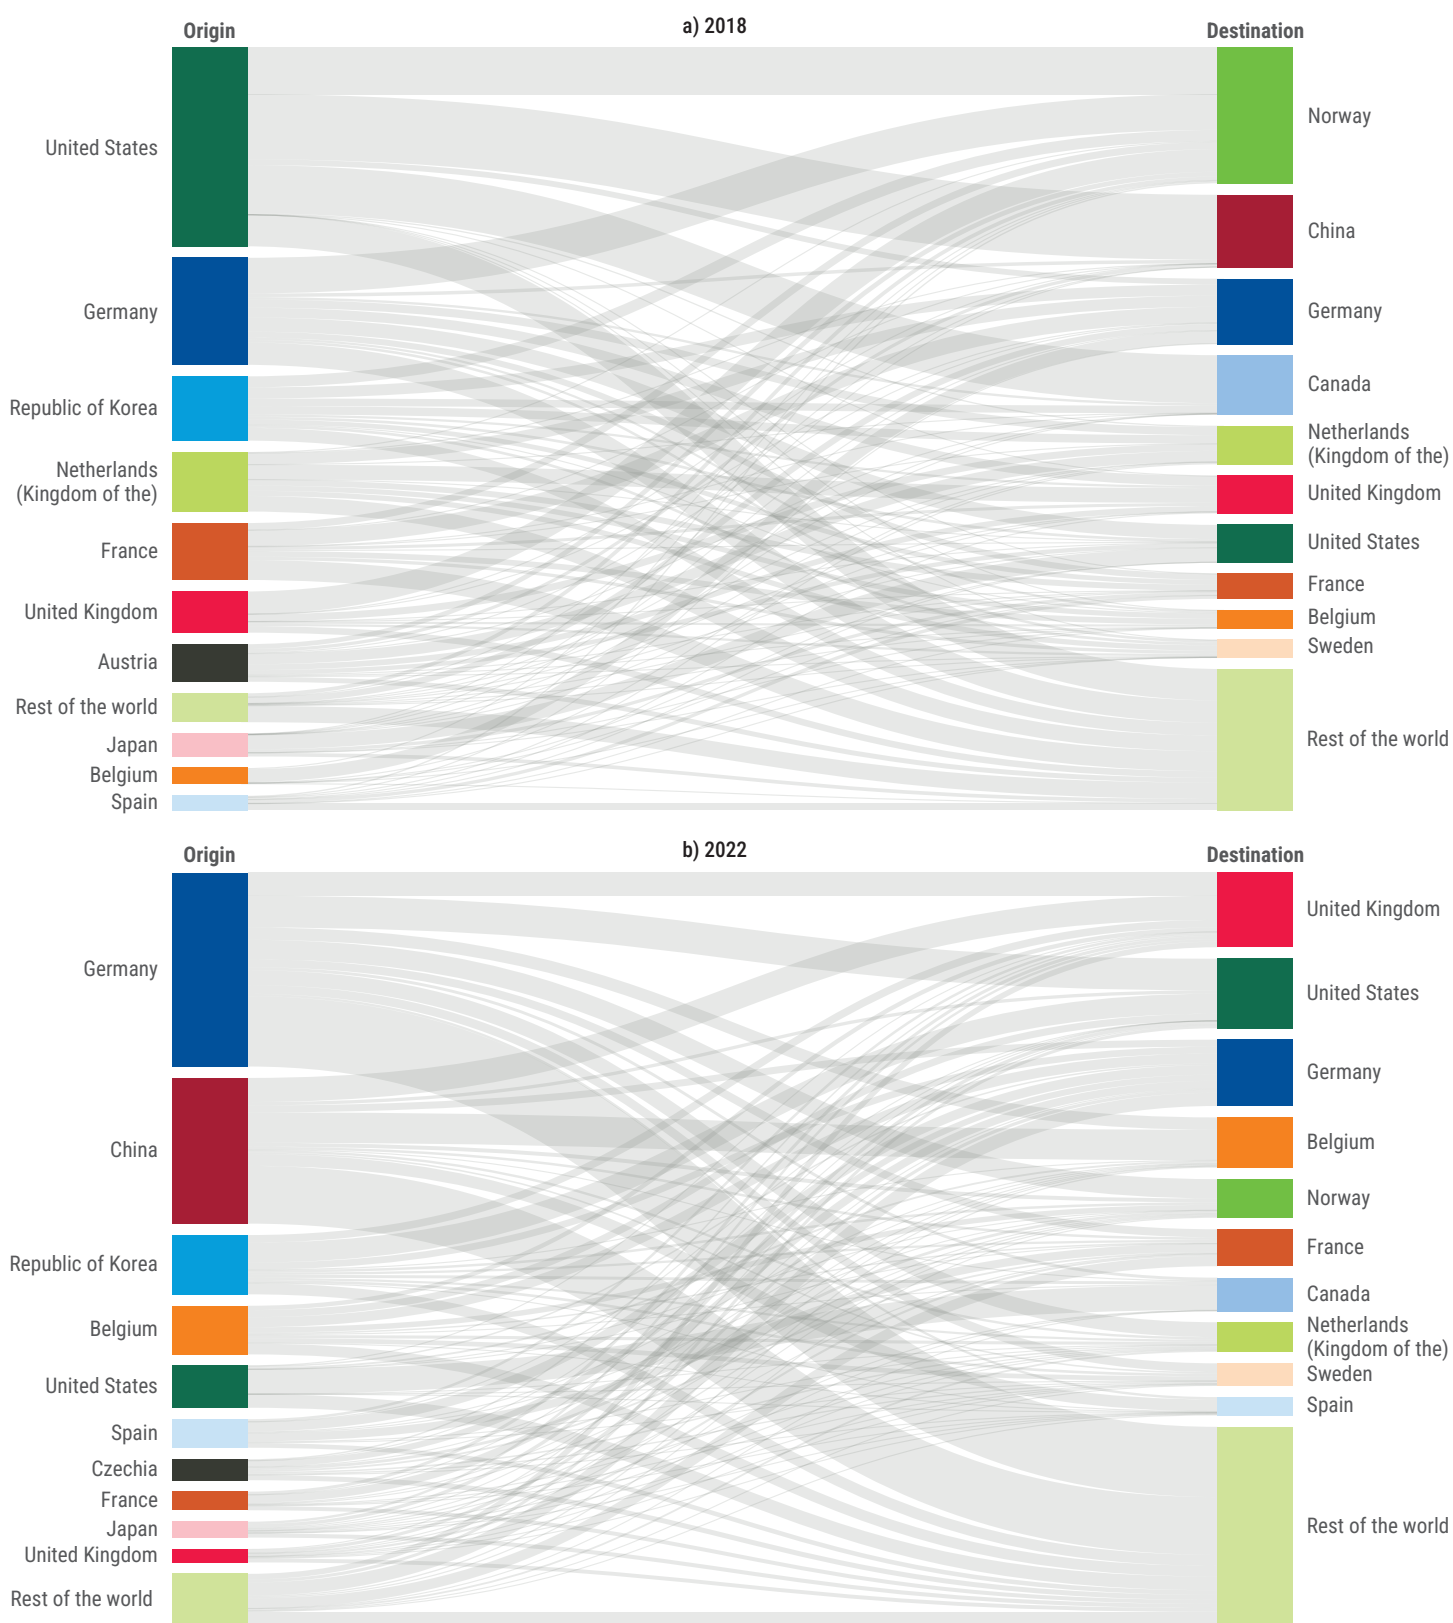 Origin
a) 2018
Destination
United States
Germany
Republic of Korea
Netherlands
(Kingdom of the)
France
United Kingdom
Austria
Rest of the world
Japan
Belgium
Spain
Norway
China
Germany
Canada
Netherlands
(Kingdom of the)
United Kingdom
United States
France
Belgium
Sweden
Rest of the world
Origin
b) 2022
Destination
Germany
China
Republic of Korea
Belgium
United States
Spain
Czechia
France
Japan
United Kingdom
Rest of the world
United Kingdom
United States
Germany
Belgium
Norway
France
Canada
Netherlands
(Kingdom of the)
Sweden
Spain
Rest of the world